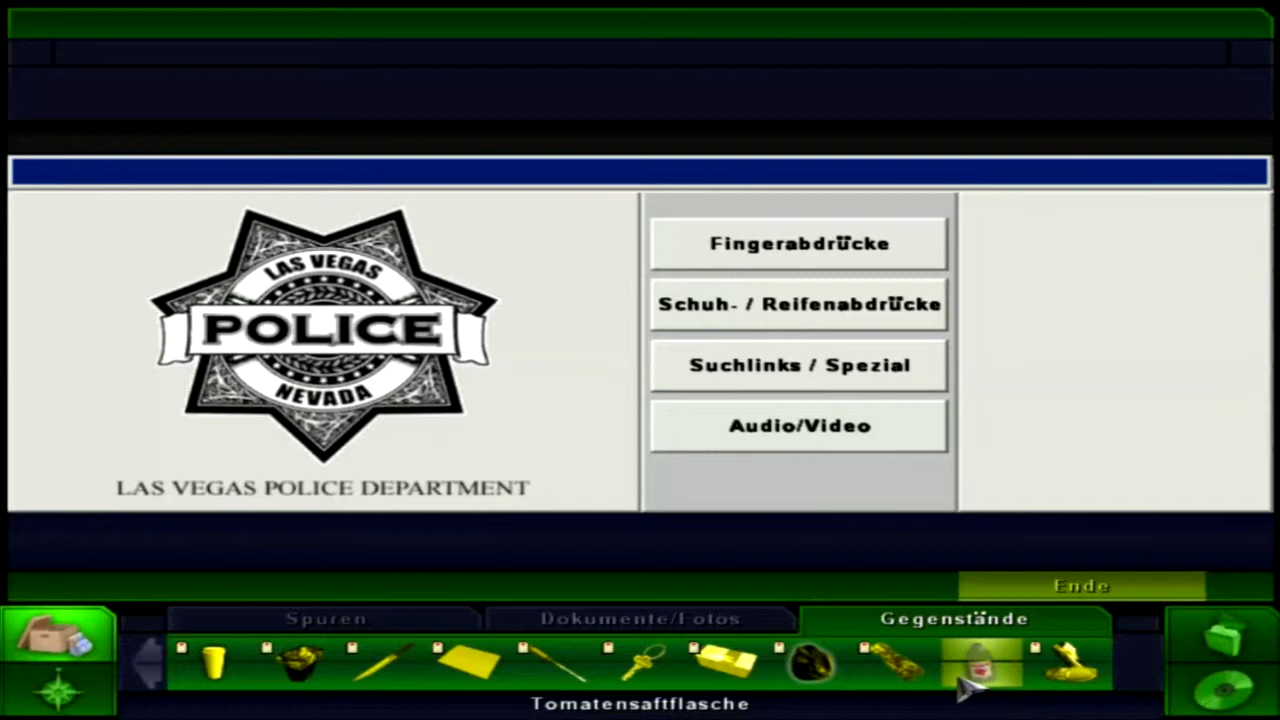 LAS VEGAS
POLICE
NEVADA
LAS VEGAS POLICE DEPARTMENT
Fingerabdrücke
Schuh- / Reifenabdrücke
Suchlinks / Spezial
Audio/Video
Ende
Spuren
Dokumente/Fotos
Gegenstände
Tomatensaftflasche